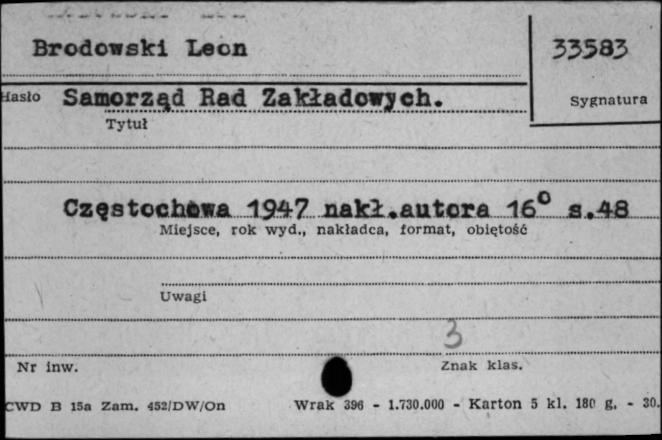 Brodowski Leon
33583
Hasło
Sygnatura
Samorząd Rad Zakładowych.
Tytuł
Częstochowa 1947 nakł.autora 16° s.48
Miejsce, rok wyd., nakładca, format, obiętość
Uwagi
3
Nr inw.
Znak klas.
CWD B 15a Zam. 452/DW/On
Wrak 396 - 1.730.000 - Karton 5 kl. 180 g. - 30.